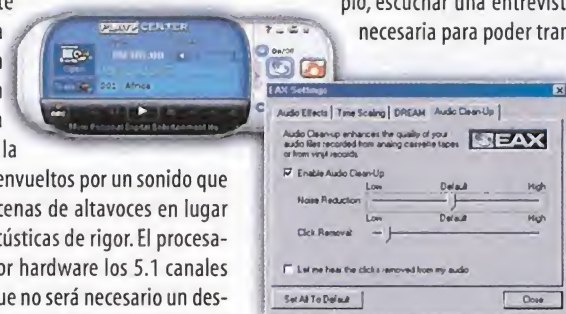 te
la
envueltos por un sonido que
cenas de altavoces en lugar
ústicas de rigor. El procesa-
or hardware los 5.1 canales
ue no será necesario un des-
pio, escuchar una entrevist
necesaria para poder tran
PLAY CENTER
On/Off
001 : Africa
EAX Settings
Audio Effects Time Scaling DREAM Audio Clean-Up
Audio Clean-up enhances the quality of your
audio files recorded from analog cassette tapes
or from vinyl records.
EAX
Enable Audio Clean-Up
Low Default High
Noise Reduction:
Low Default High
Click Removal:
Let me hear the clicks removed from my audio
Set All To Default Close